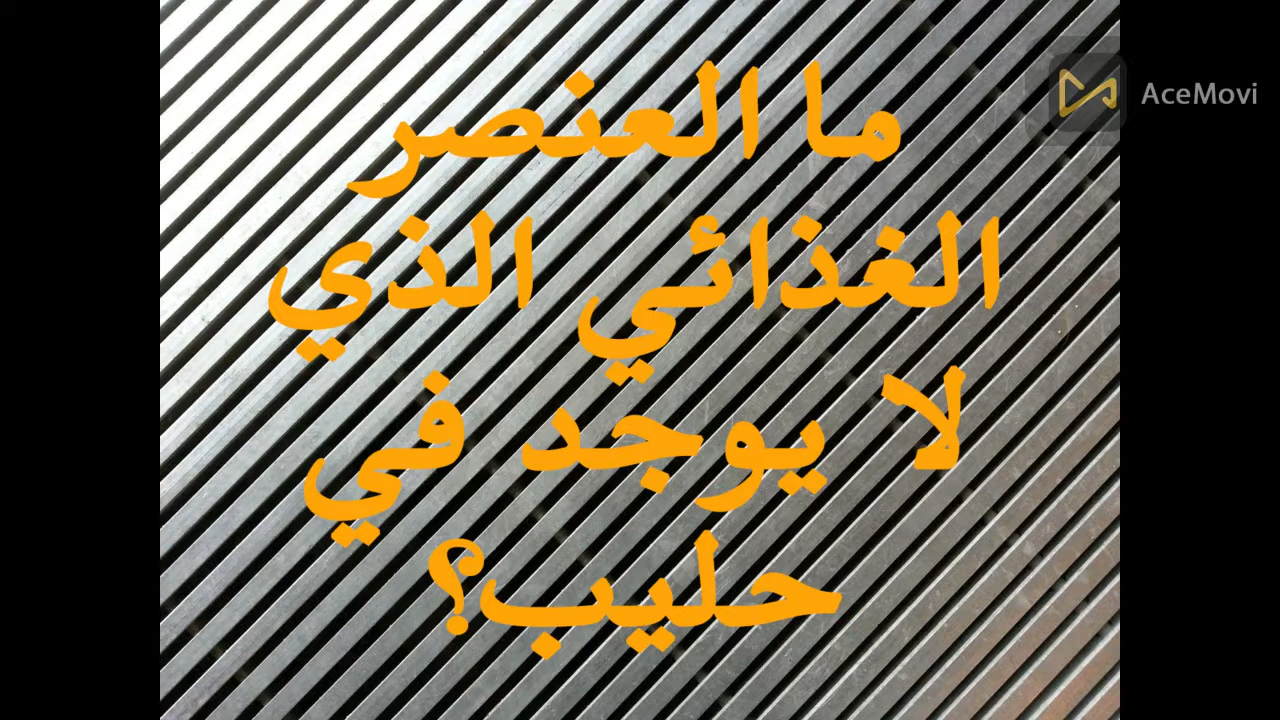 AceMovi
ما العنصر
الغذائي الذي
لا يوجد في
حليب؟